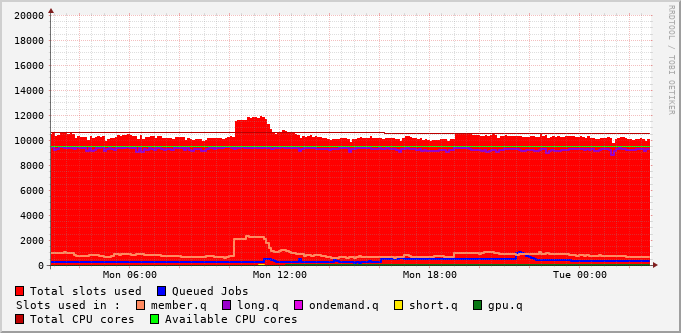 RRDTOOL / TOBI OETIKER
20000
18000
16000
14000
12000
10000
8000
6000
4000
2000
0
Mon 06:00 Mon 12:00 Mon 18:00 Tue 00:00
Total slots used Queued Jobs
Slots used in : member.q long.q ondemand.q short.q gpu.q
Total CPU cores Available CPU cores